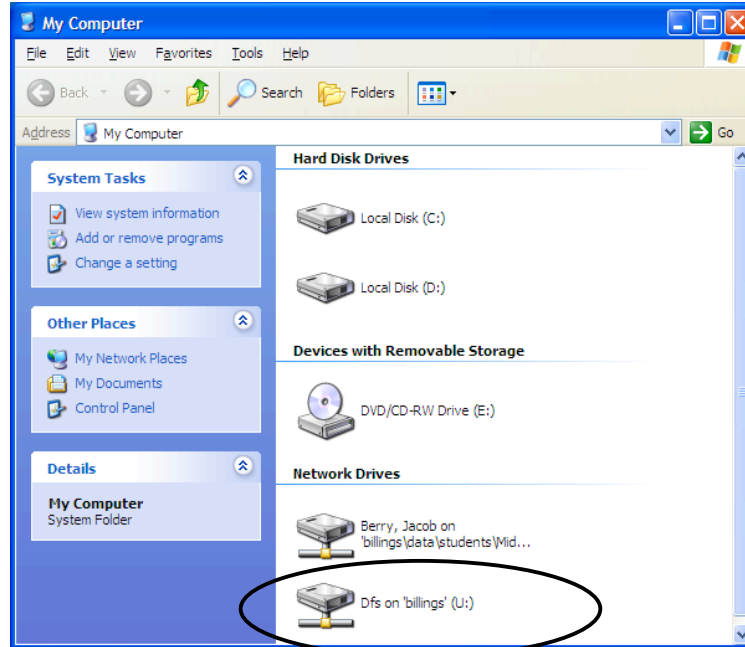 My Computer
File Edit View Favorites Tools Help
Back Search Folders
Address My Computer Go
System Tasks
View system information
Add or remove programs
Change a setting
Other Places
My Network Places
My Documents
Control Panel
Details
My Computer
System Folder
Hard Disk Drives
Local Disk (C:)
Local Disk (D:)
Devices with Removable Storage
DVD/CD-RW Drive (E:)
Network Drives
Berry, Jacob on
'billings\data\students\Mid...
Dfs on 'billings' (U:)